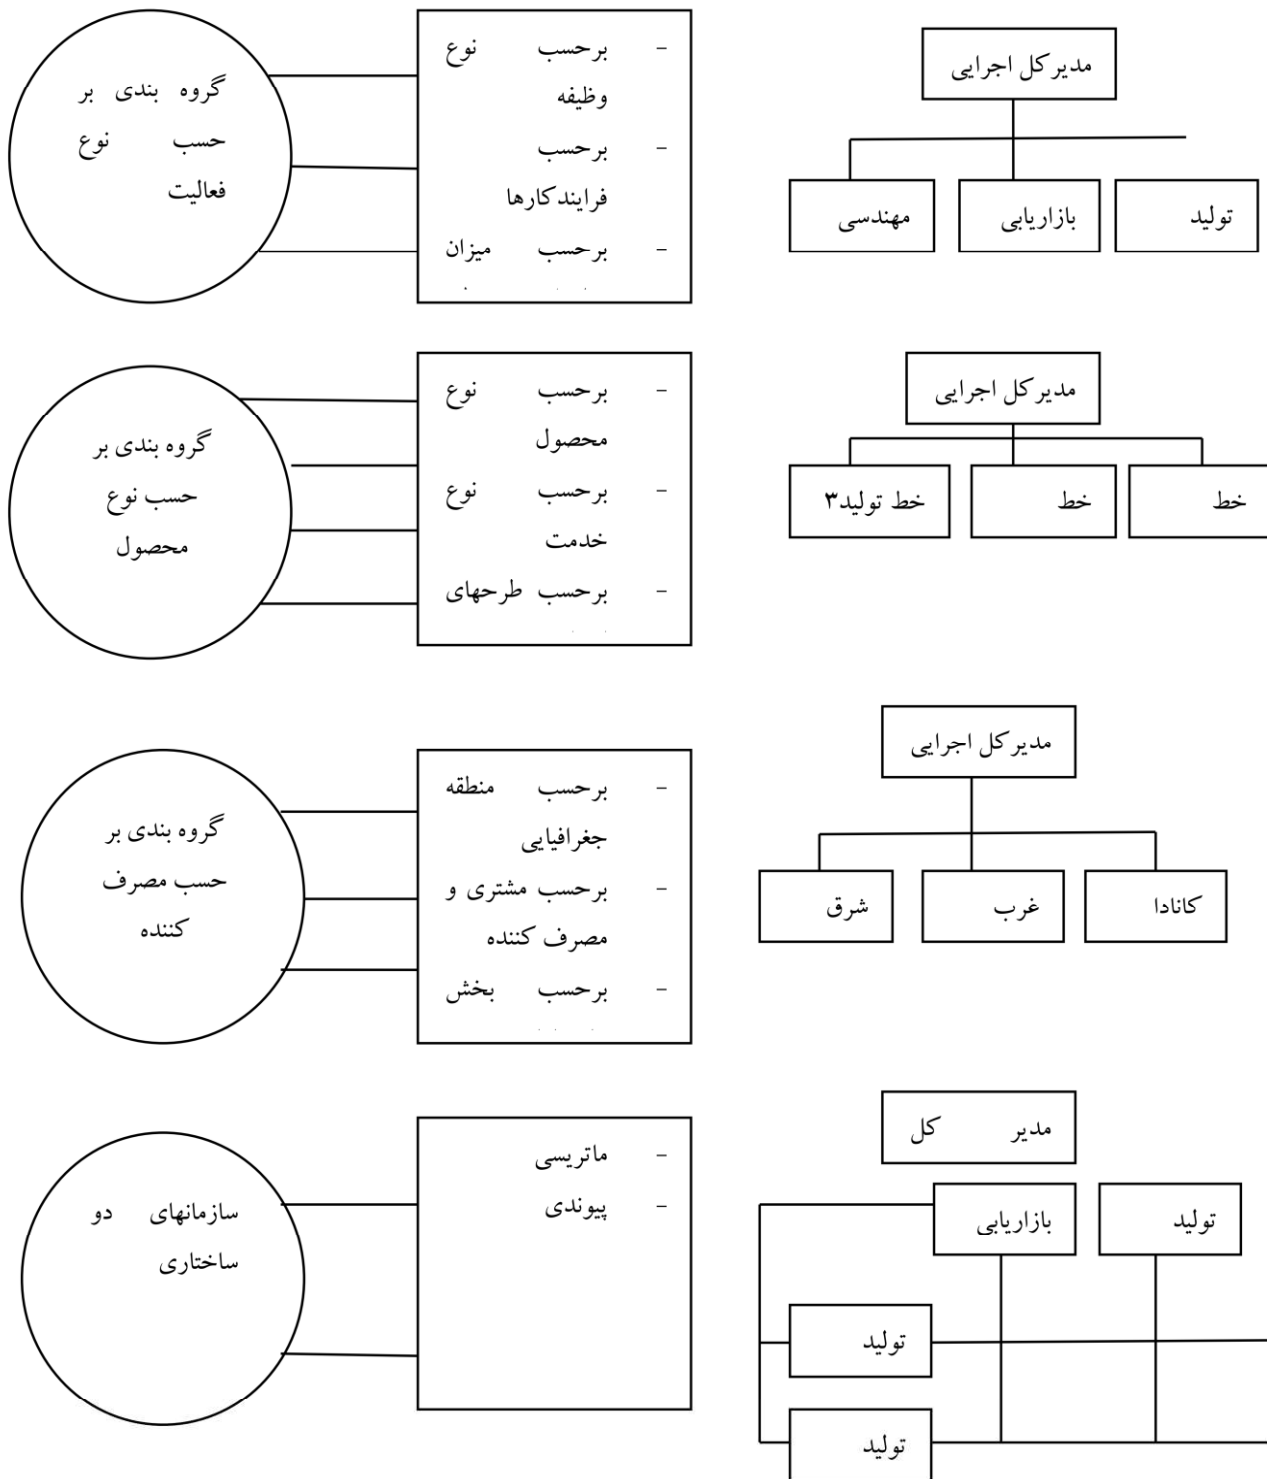 گروه بندی بر
حسب نوع
فعالیت
- برحسب نوع
وظیفه
- برحسب
فرایندکارها
- برحسب میزان
مدیرکل اجرایی
مهندسی
بازاریابی
تولید
گروه بندی بر
حسب نوع
محصول
- برحسب نوع
محصول
- برحسب نوع
خدمت
- برحسب طرحهای
مدیرکل اجرایی
خط تولید۳
خط
خط
گروه بندی بر
حسب مصرف
کننده
- برحسب منطقه
جغرافیایی
- برحسب مشتری و
مصرف کننده
- برحسب بخش
مدیرکل اجرایی
شرق
غرب
کانادا
سازمانهای دو
ساختاری
- ماتریسی
- پیوندی
مدیر کل
بازاریابی
تولید
تولید
تولید